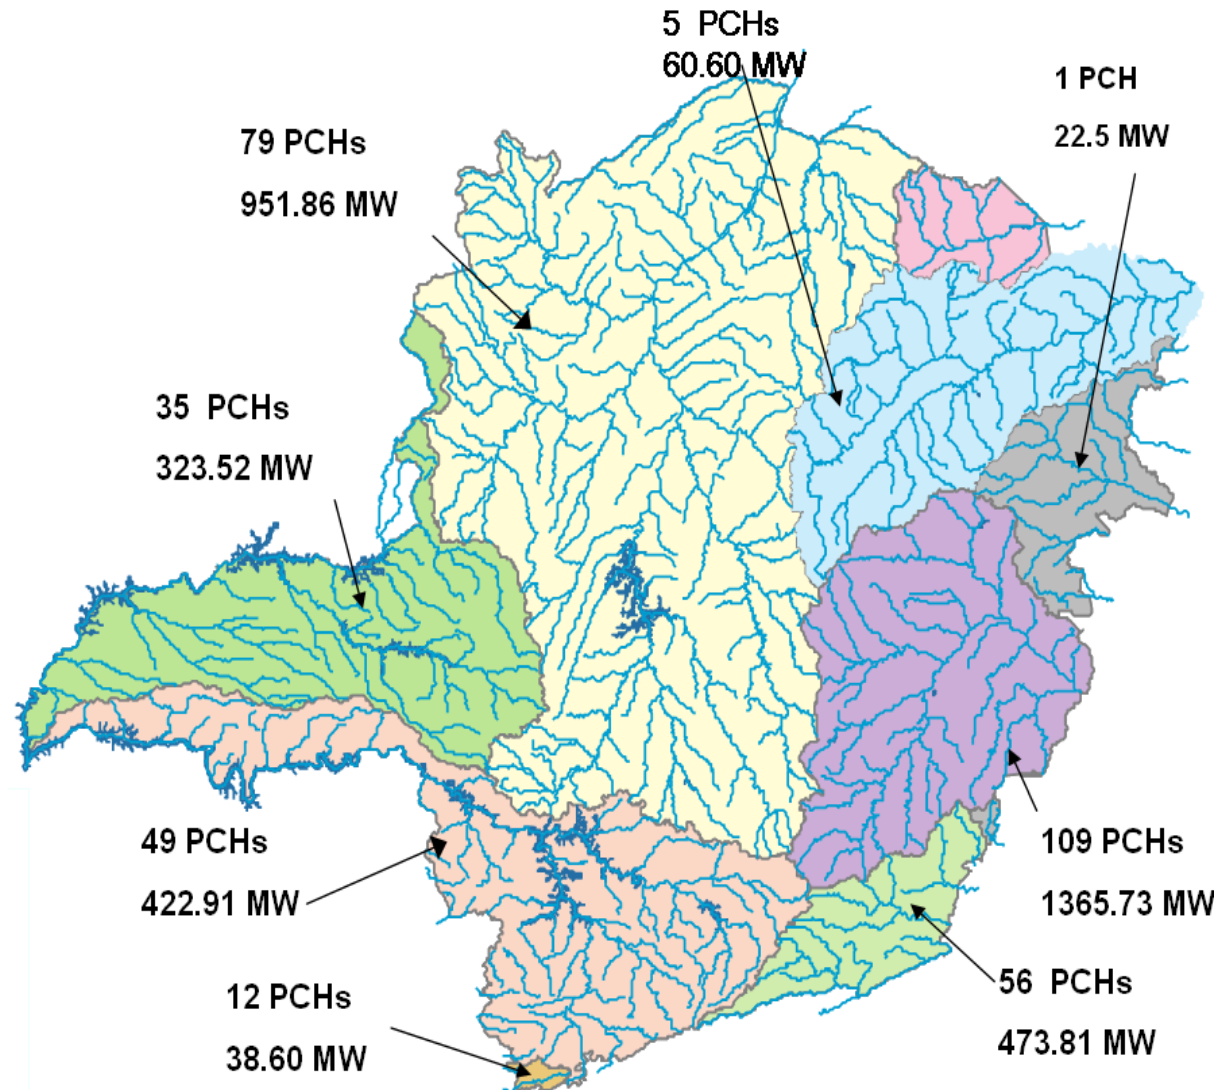 5 PCHs
60.60 MW
1 PCH
22.5 MW
79 PCHs
951.86 MW
35 PCHs
323.52 MW
49 PCHs
422.91 MW
109 PCHs
1365.73 MW
12 PCHs
38.60 MW
56 PCHs
473.81 MW